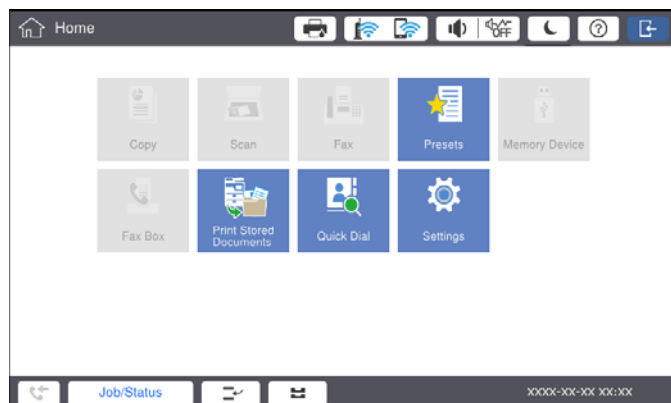 Home
OFF
Copy
Scan
Fax
Presets
Memory Device
Fax Box
Print Stored
Documents
Quick Dial
Settings
Job/Status
XXXX-XX-XX XX:XX